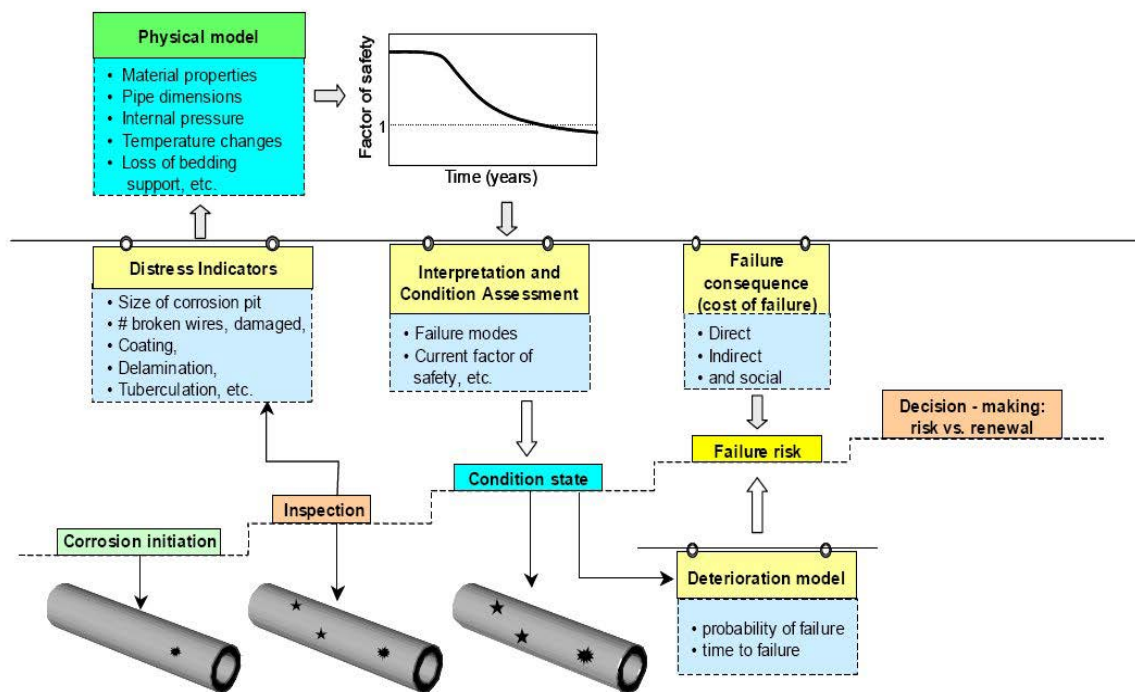 Physical model
• Material properties
• Pipe dimensions
• Internal pressure
• Temperature changes
• Loss of bedding
support, etc.
Factor of safety
1
Time (years)
Distress Indicators
• Size of corrosion pit
• # broken wires, damaged,
• Coating,
• Delamination,
• Tuberculation, etc.
Interpretation and
Condition Assessment
• Failure modes
• Current factor of
safety, etc.
Failure
consequence
(cost of failure)
• Direct
• Indirect
• and social
Decision - making:
risk vs. renewal
Failure risk
Condition state
Inspection
Corrosion initiation
Deterioration model
• probability of failure
• time to failure